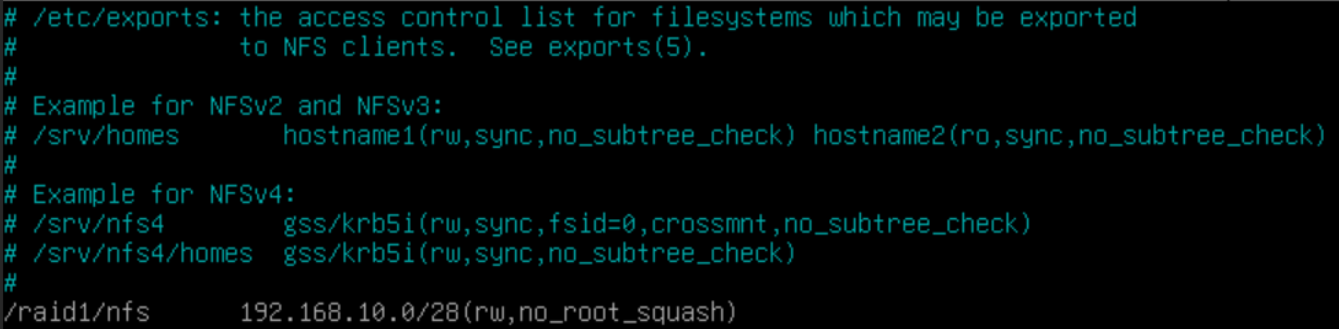 # /etc/exports: the access control list for filesystems which may be exported
#               to NFS clients.  See exports(5).
#
# Example for NFSv2 and NFSv3:
# /srv/homes       hostname1(rw,sync,no_subtree_check) hostname2(ro,sync,no_subtree_check)
#
# Example for NFSv4:
# /srv/nfs4        gss/krb5i(rw,sync,fsid=0,crossmnt,no_subtree_check)
# /srv/nfs4/homes  gss/krb5i(rw,sync,no_subtree_check)
#
/raid1/nfs      192.168.10.0/28(rw,no_root_squash)